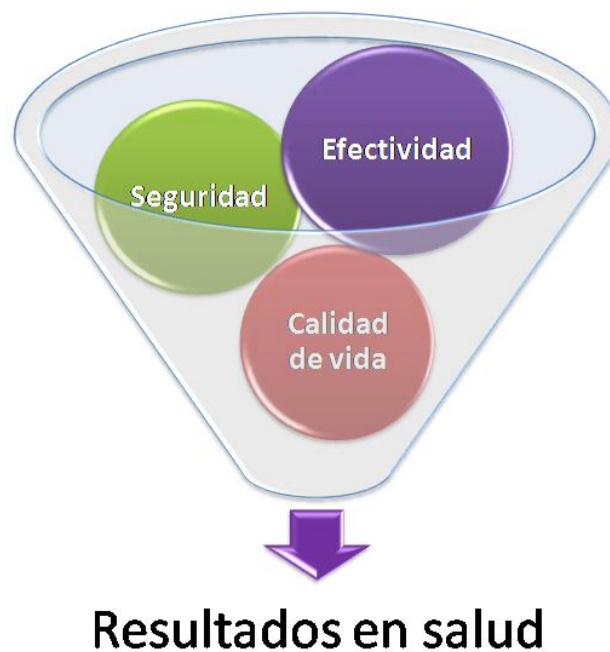 Efectividad
Seguridad
Calidad
de vida
Resultados en salud